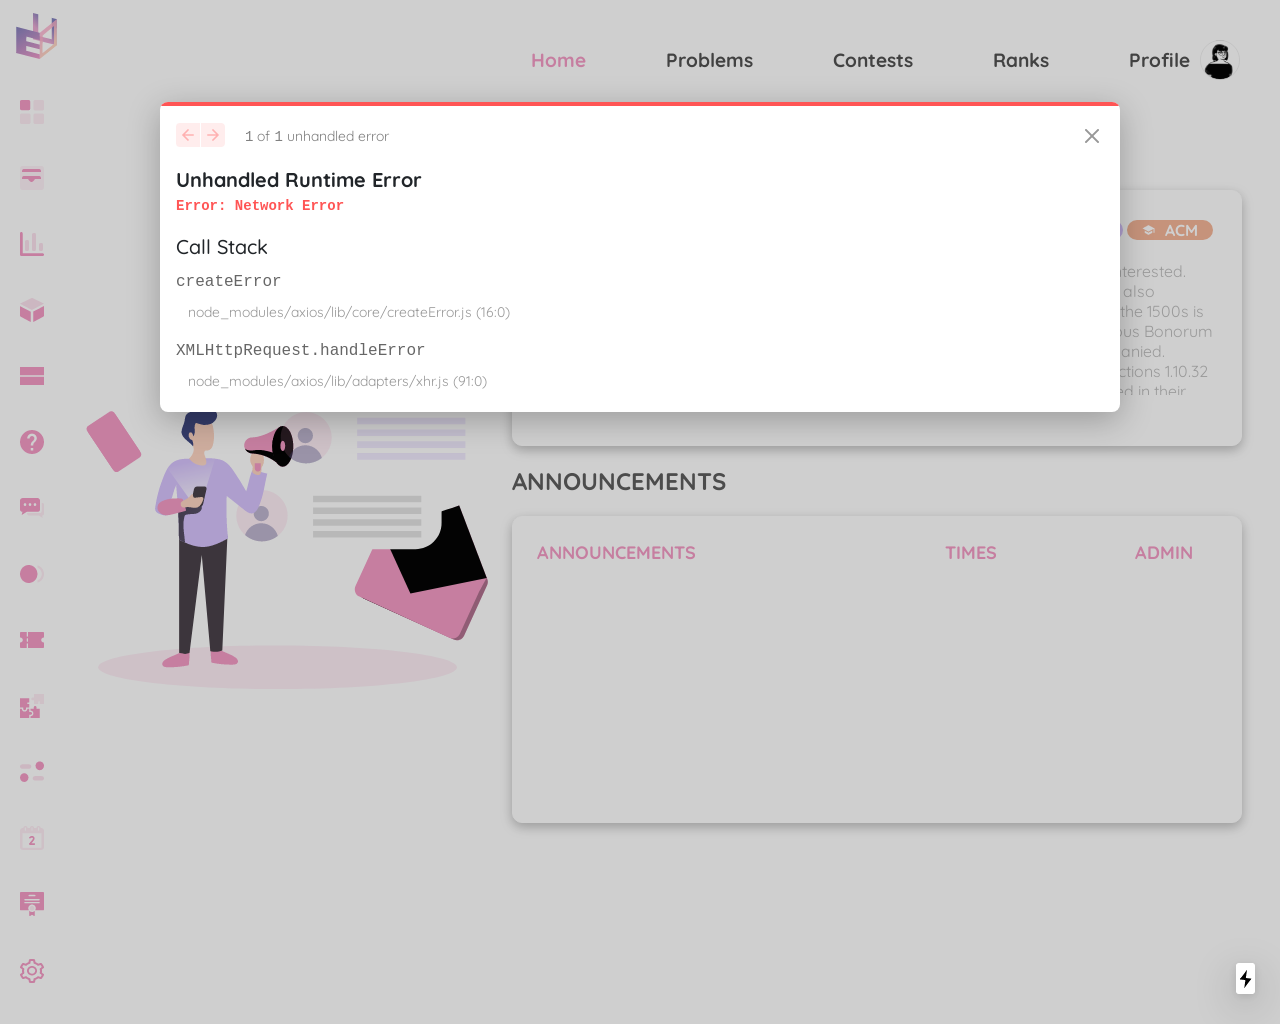 Home Problems Contests Ranks Profile
1 of 1 unhandled error
Unhandled Runtime Error
Error: Network Error
Call Stack
createError
node_modules/axios/lib/core/createError.js (16:0)
XMLHttpRequest.handleError
node_modules/axios/lib/adapters/xhr.js (91:0)
ACM
nterested.
also
the 1500s is
ous Bonorum
anied.
ctions 1.10.32
ed in their
ANNOUNCEMENTS
ANNOUNCEMENTS TIMES ADMIN
2